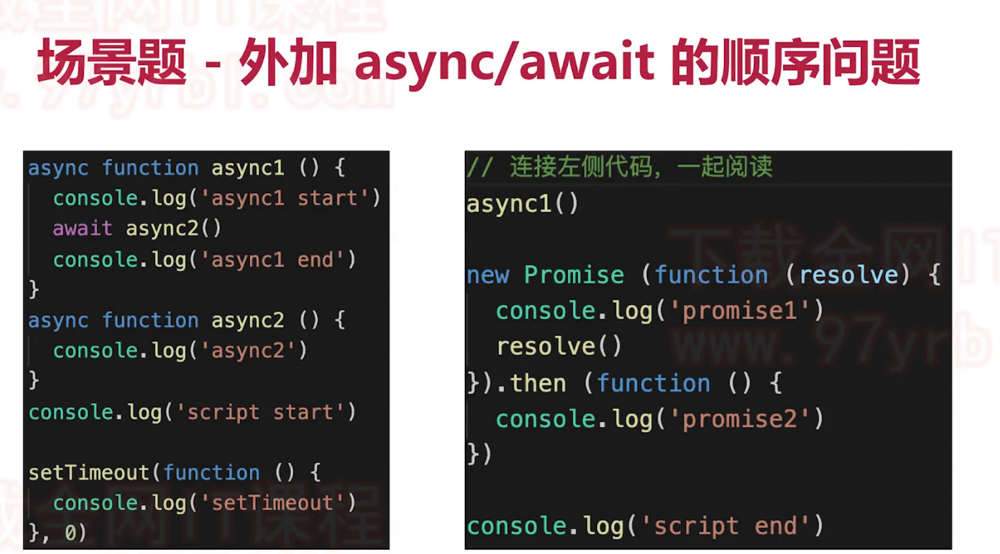 场景题 - 外加 async/await 的顺序问题
async function async1 () {
  console.log('async1 start')
  await async2()
  console.log('async1 end')
}
async function async2 () {
  console.log('async2')
}
console.log('script start')
setTimeout(function () {
  console.log('setTimeout')
}, 0)
// 连接左侧代码，一起阅读
async1()
new Promise (function (resolve) {
  console.log('promise1')
  resolve()
}).then (function () {
  console.log('promise2')
})
console.log('script end')
下载全网IT
www.97yrb